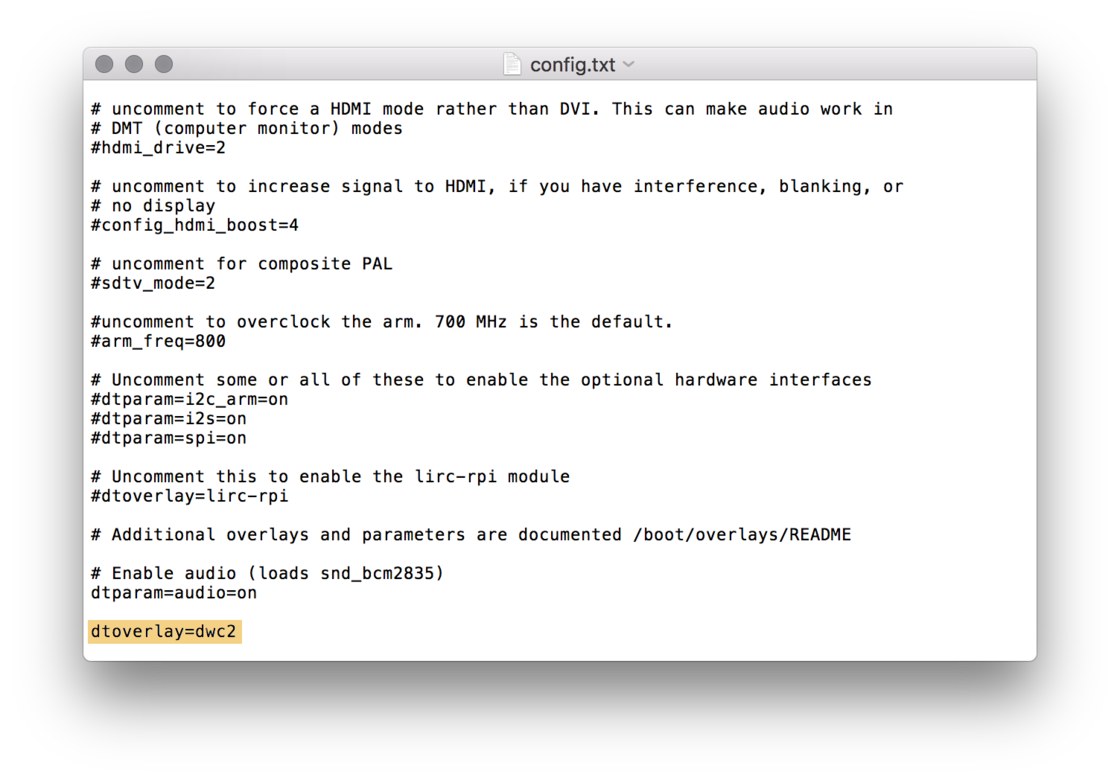 config.txt
# uncomment to force a HDMI mode rather than DVI. This can make audio work in
# DMT (computer monitor) modes
#hdmi_drive=2
# uncomment to increase signal to HDMI, if you have interference, blanking, or
# no display
#config_hdmi_boost=4
# uncomment for composite PAL
#sdtv_mode=2
#uncomment to overclock the arm. 700 MHz is the default.
#arm_freq=800
# Uncomment some or all of these to enable the optional hardware interfaces
#dtparam=i2c_arm=on
#dtparam=i2s=on
#dtparam=spi=on
# Uncomment this to enable the lirc-rpi module
#dtoverlay=lirc-rpi
# Additional overlays and parameters are documented /boot/overlays/README
# Enable audio (loads snd_bcm2835)
dtparam=audio=on
dtoverlay=dwc2